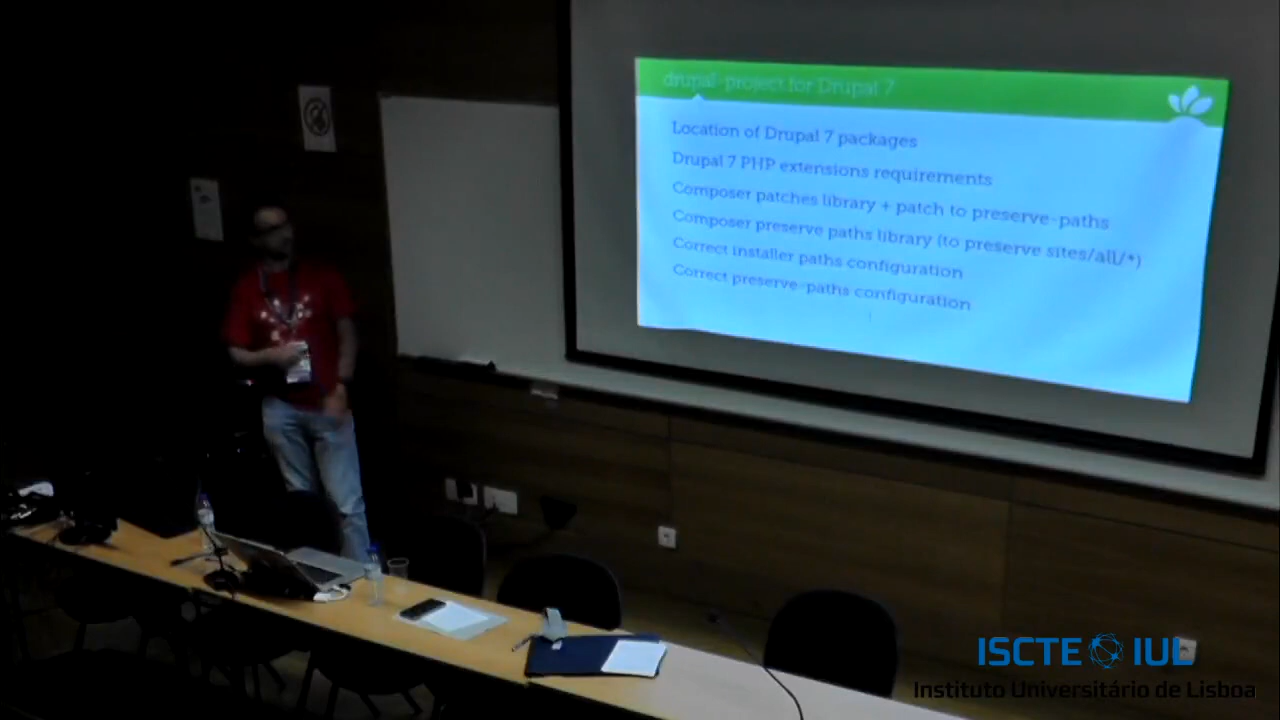 drupal-project for Drupal 7
Location of Drupal 7 packages
Drupal 7 PHP extensions requirements
Composer patches library + patch to preserve-paths
Composer preserve paths library (to preserve sites/all/*)
Correct installer paths configuration
Correct preserve-paths configuration
ISCTE IUL
Instituto Universitário de Lisboa